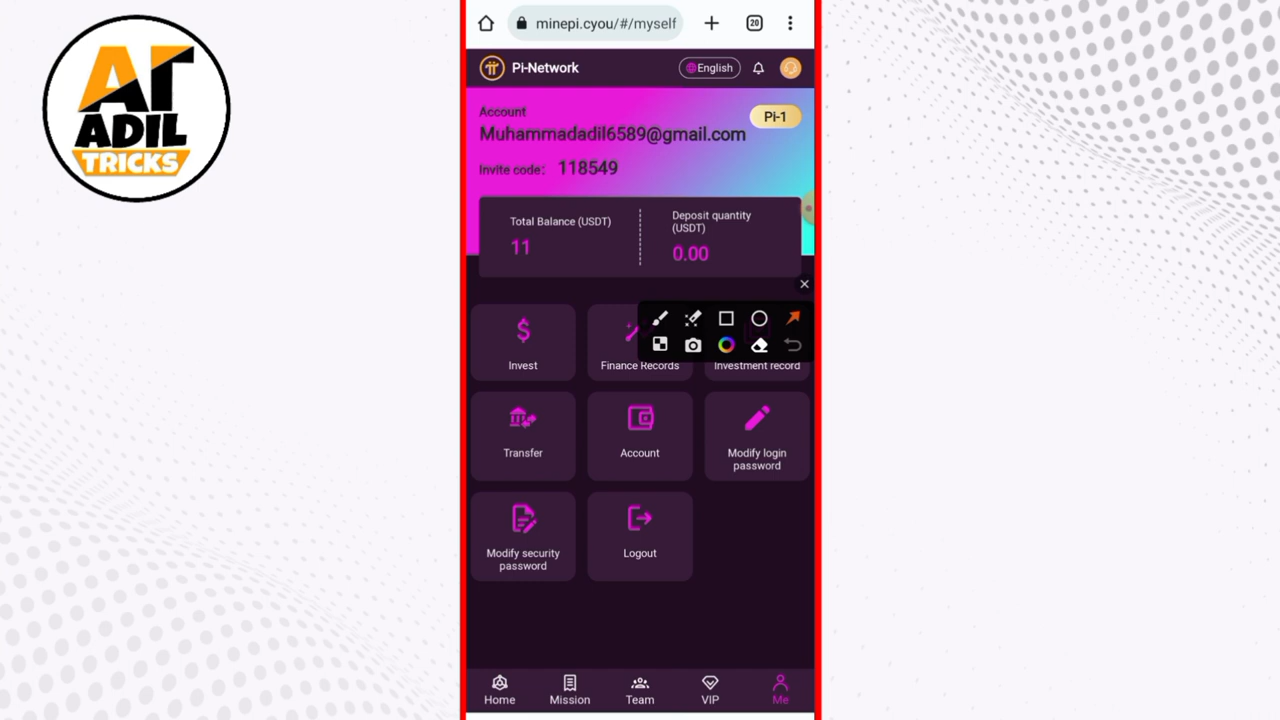 AT
ADIL
TRICKS
minepi.cyou/#/myself
20
Pi-Network
English
Account
Pi-1
Muhammadadil6589@gmail.com
Invite code: 118549
Total Balance (USDT)
11
Deposit quantity
(USDT)
0.00
Invest
Finance Records
Investment record
Transfer
Account
Modify login
password
Modify security
password
Logout
Home
Mission
Team
VIP
Me